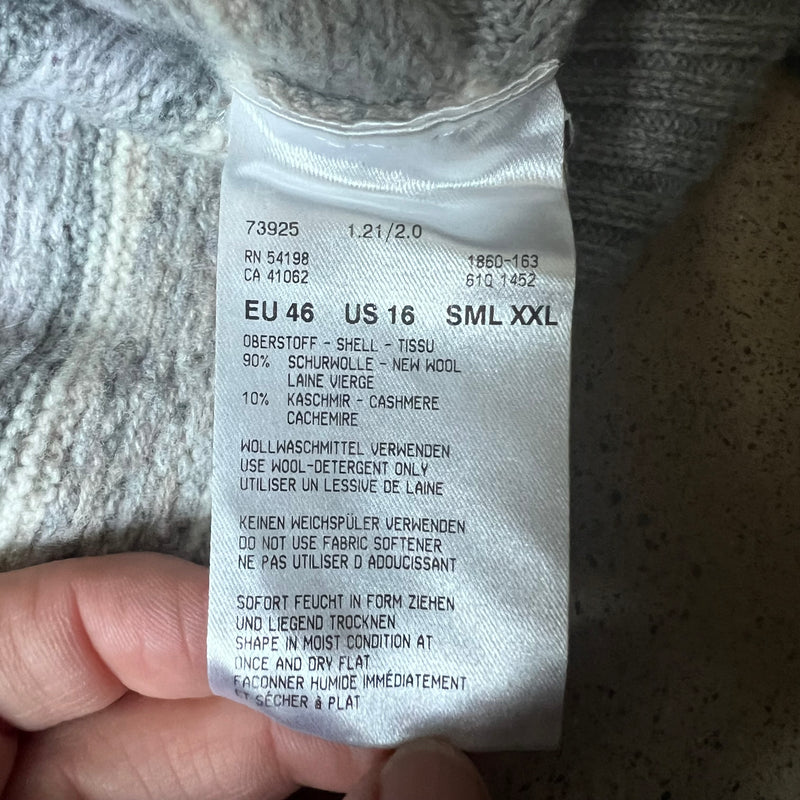 73925 1.21/2.0
RN 54198 1860-163
CA 41062 61Q 1452
EU 46 US 16 SML XXL
OBERSTOFF - SHELL - TISSU
90% SCHURWOLLE - NEW WOOL
LAINE VIERGE
10% KASCHMIR - CASHMERE
CACHEMIRE
WOLLWASCHMITTEL VERWENDEN
USE WOOL-DETERGENT ONLY
UTILISER UN LESSIVE DE LAINE
KEINEN WEICHSPÜLER VERWENDEN
DO NOT USE FABRIC SOFTENER
NE PAS UTILISER D ADOUCISSANT
SOFORT FEUCHT IN FORM ZIEHEN
UND LIEGEND TROCKNEN
SHAPE IN MOIST CONDITION AT
ONCE AND DRY FLAT
FACONNER HUMIDE IMMÉDIATEMENT
ET SÉCHER à PLAT